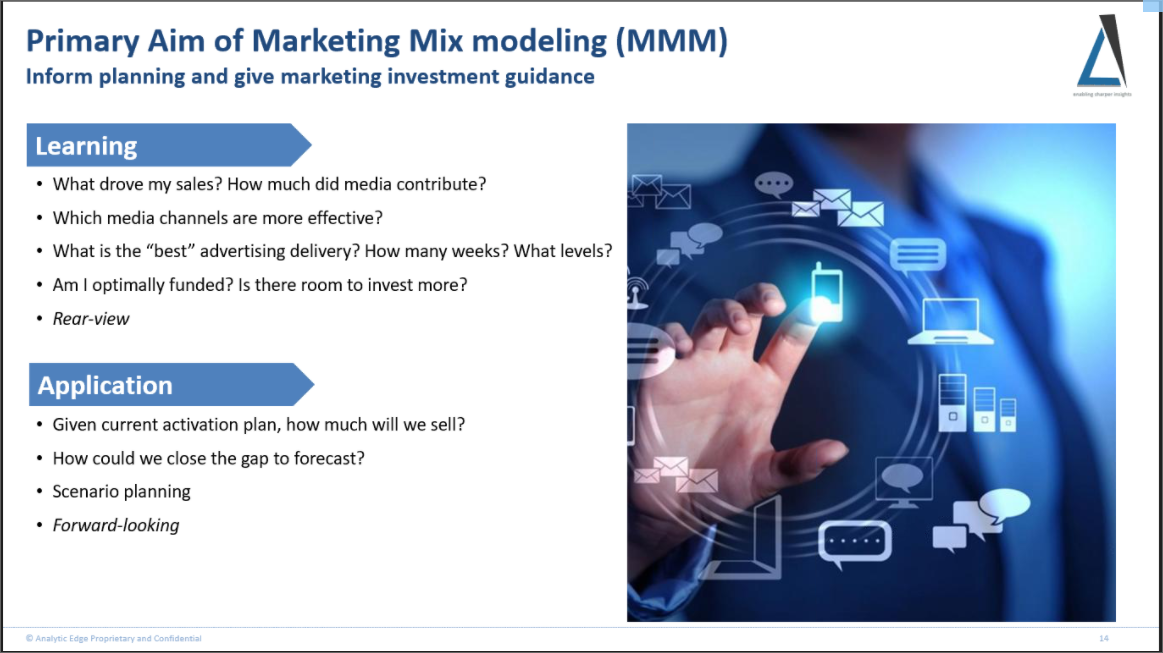 Primary Aim of Marketing Mix modeling (MMM)
Inform planning and give marketing investment guidance
enabling sharper insights
Learning
• What drove my sales? How much did media contribute?
• Which media channels are more effective?
• What is the “best” advertising delivery? How many weeks? What levels?
• Am I optimally funded? Is there room to invest more?
• Rear-view
Application
• Given current activation plan, how much will we sell?
• How could we close the gap to forecast?
• Scenario planning
• Forward-looking
© Analytic Edge Proprietary and Confidential
14